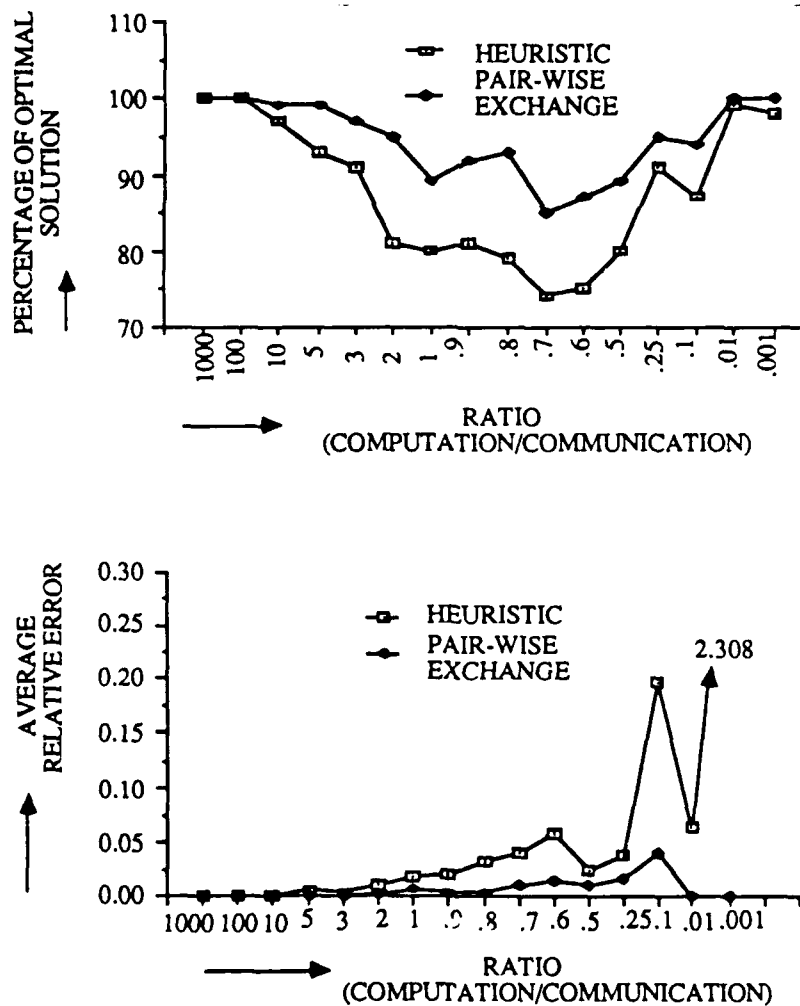 110
100
90
80
70
PERCENTAGE OF OPTIMAL
SOLUTION
HEURISTIC
PAIR-WISE
EXCHANGE
1000
100
10
5
3
2
1
.9
.8
.7
.6
.5
.25
.1
.01
.001
RATIO
(COMPUTATION/COMMUNICATION)
0.30
0.25
0.20
0.15
0.10
0.05
0.00
AVERAGE
RELATIVE ERROR
HEURISTIC
PAIR-WISE
EXCHANGE
2.308
1000 100 10 5 3 2 1 .9 .8 .7 .6 .5 .25 .1 .01 .001
RATIO
(COMPUTATION/COMMUNICATION)